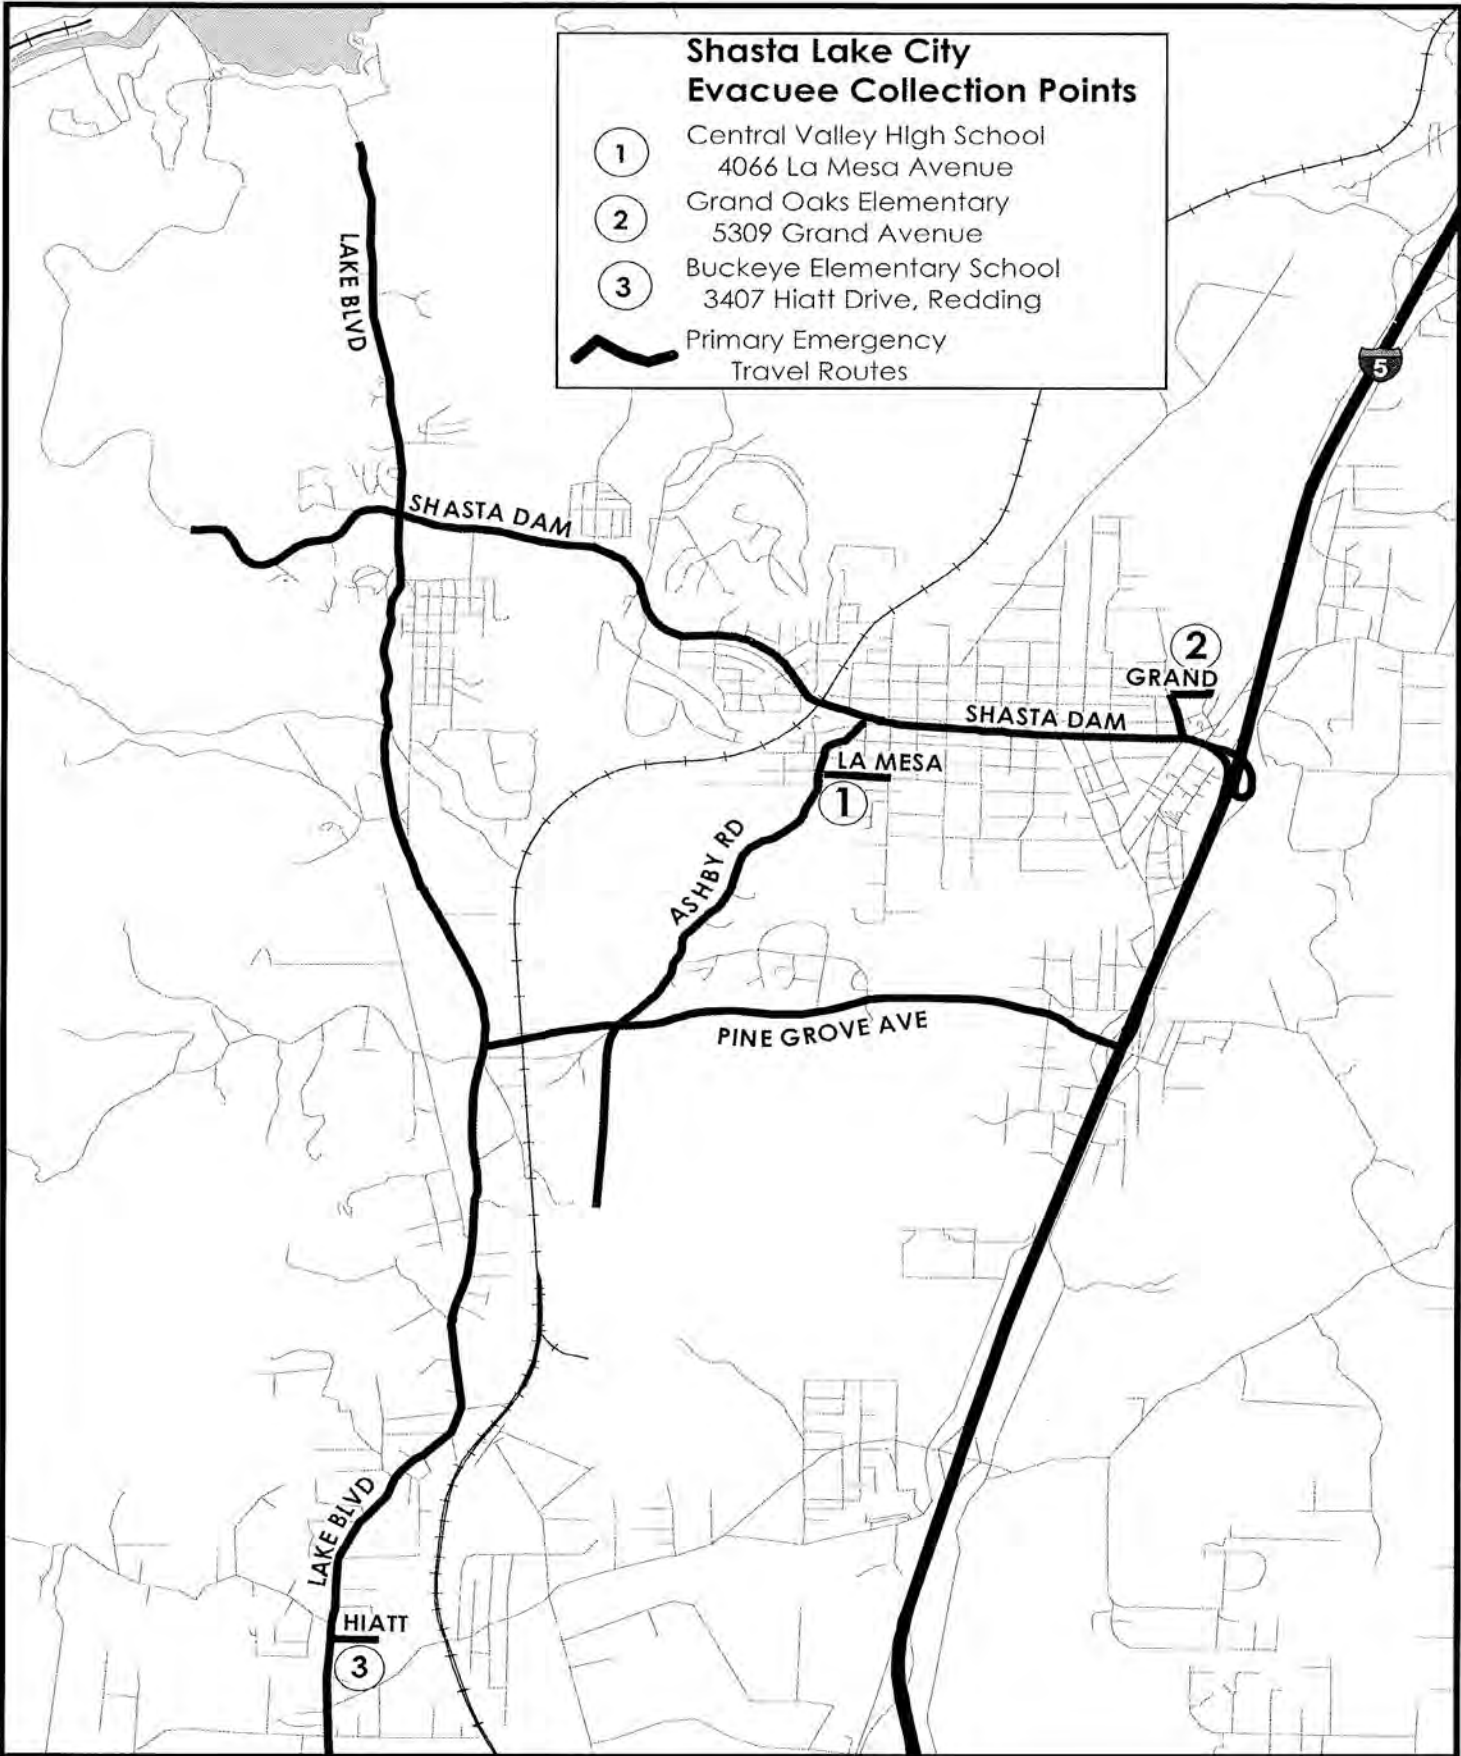 Shasta Lake City
Evacuee Collection Points
1
Central Valley HIgh School
4066 La Mesa Avenue
2
Grand Oaks Elementary
5309 Grand Avenue
3
Buckeye Elementary School
3407 Hiatt Drive, Redding
Primary Emergency
Travel Routes
LAKE BLVD
5
SHASTA DAM
2
GRAND
SHASTA DAM
LA MESA
1
ASHBY RD
PINE GROVE AVE
LAKE BLVD
HIATT
3